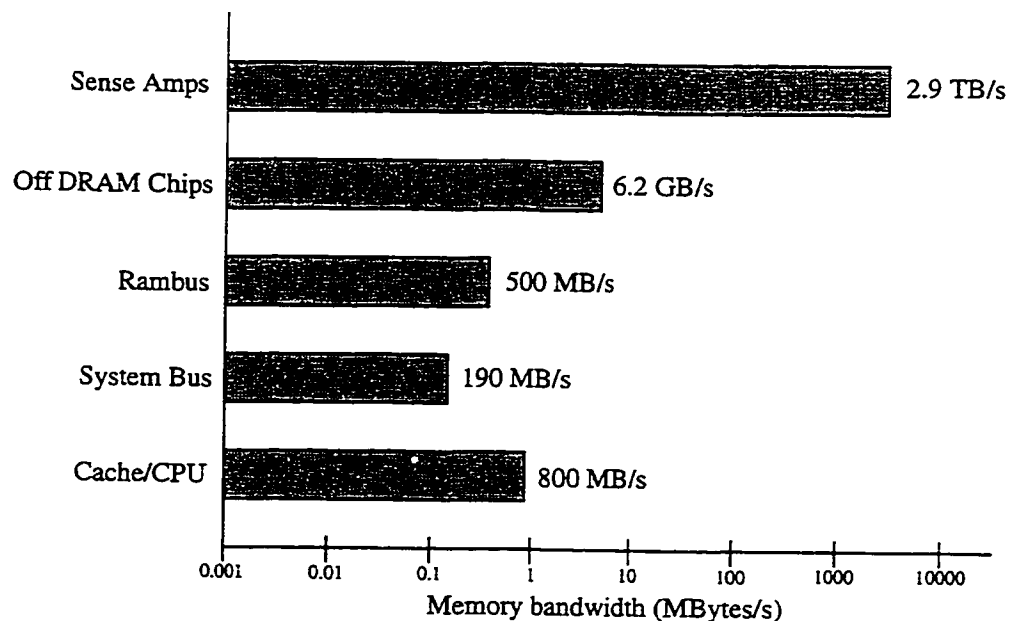 Sense Amps
2.9 TB/s
Off DRAM Chips
6.2 GB/s
Rambus
500 MB/s
System Bus
190 MB/s
Cache/CPU
800 MB/s
0.001 0.01 0.1 1 10 100 1000 10000
Memory bandwidth (MBytes/s)